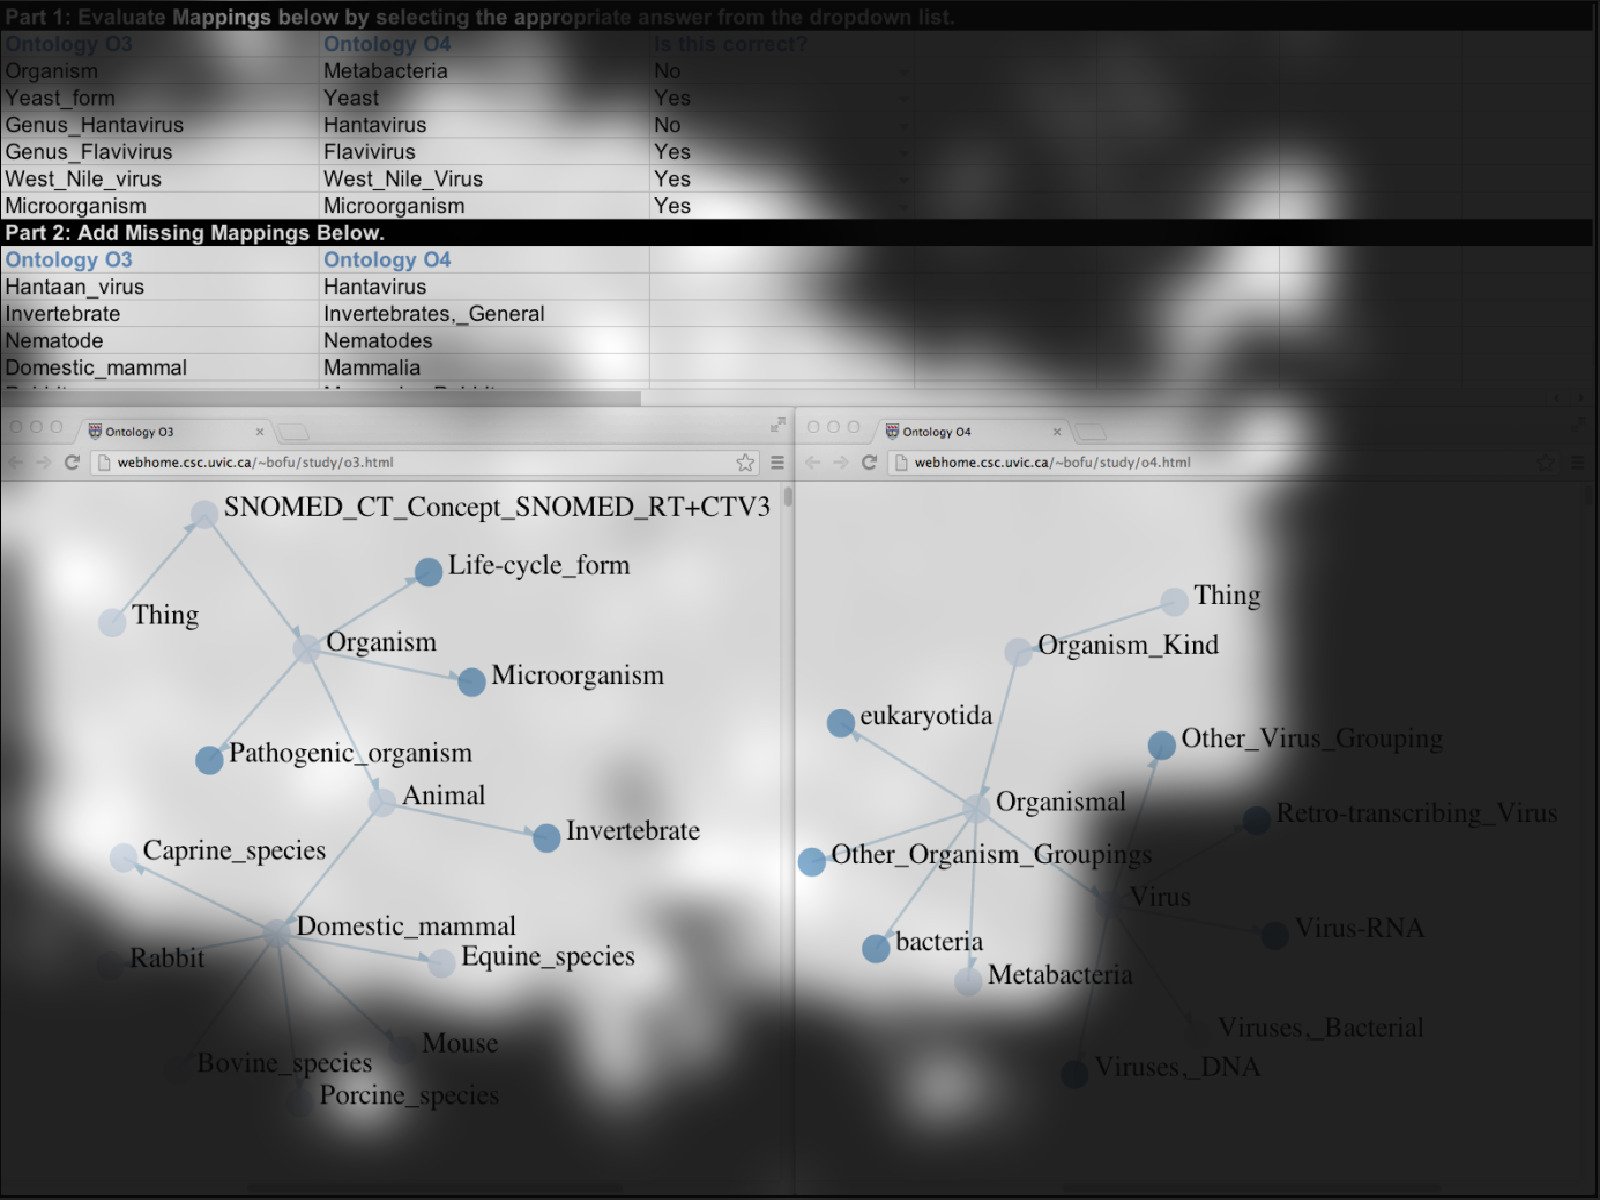 Part 1: Evaluate Mappings below by selecting the appropriate answer from the dropdown list.
Ontology O3 Ontology O4 Is this correct?
Organism Metabacteria No
Yeast_form Yeast Yes
Genus_Hantavirus Hantavirus No
Genus_Flavivirus Flavivirus Yes
West_Nile_virus West_Nile_Virus Yes
Microorganism Microorganism Yes
Part 2: Add Missing Mappings Below.
Ontology O3 Ontology O4
Hantaan_virus Hantavirus
Invertebrate Invertebrates,_General
Nematode Nematodes
Domestic_mammal Mammalia
Ontology O3
webhome.csc.uvic.ca/~bofu/study/o3.html
SNOMED_CT_Concept_SNOMED_RT+CTV3
Life-cycle_form
Thing
Organism
Microorganism
Pathogenic_organism
Animal
Invertebrate
Caprine_species
Domestic_mammal
Rabbit
Equine_species
Mouse
Bovine_species
Porcine_species
Ontology O4
webhome.csc.uvic.ca/~bofu/study/o4.html
Thing
Organism_Kind
eukaryotida
Other_Virus_Grouping
Organismal
Retro-transcribing_Virus
Other_Organism_Groupings
Virus
Virus-RNA
bacteria
Metabacteria
Viruses,_Bacterial
Viruses,_DNA